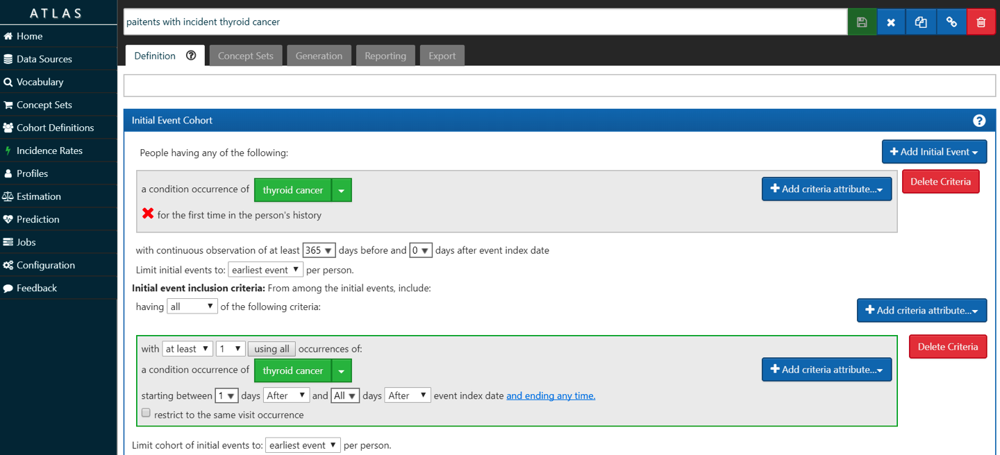 ATLAS
paitents with incident thyroid cancer
Home
Data Sources
Vocabulary
Concept Sets
Cohort Definitions
Incidence Rates
Profiles
Estimation
Prediction
Jobs
Configuration
Feedback
Definition ? Concept Sets Generation Reporting Export
Initial Event Cohort ?
People having any of the following: + Add Initial Event
a condition occurrence of thyroid cancer + Add criteria attribute... Delete Criteria
for the first time in the person's history
with continuous observation of at least 365 days before and 0 days after event index date
Limit initial events to: earliest event per person.
Initial event inclusion criteria: From among the initial events, include:
having all of the following criteria: + Add criteria attribute...
with at least 1 using all occurrences of: Delete Criteria
a condition occurrence of thyroid cancer + Add criteria attribute...
starting between 1 days After and All days After event index date and ending any time.
restrict to the same visit occurrence
Limit cohort of initial events to: earliest event per person.